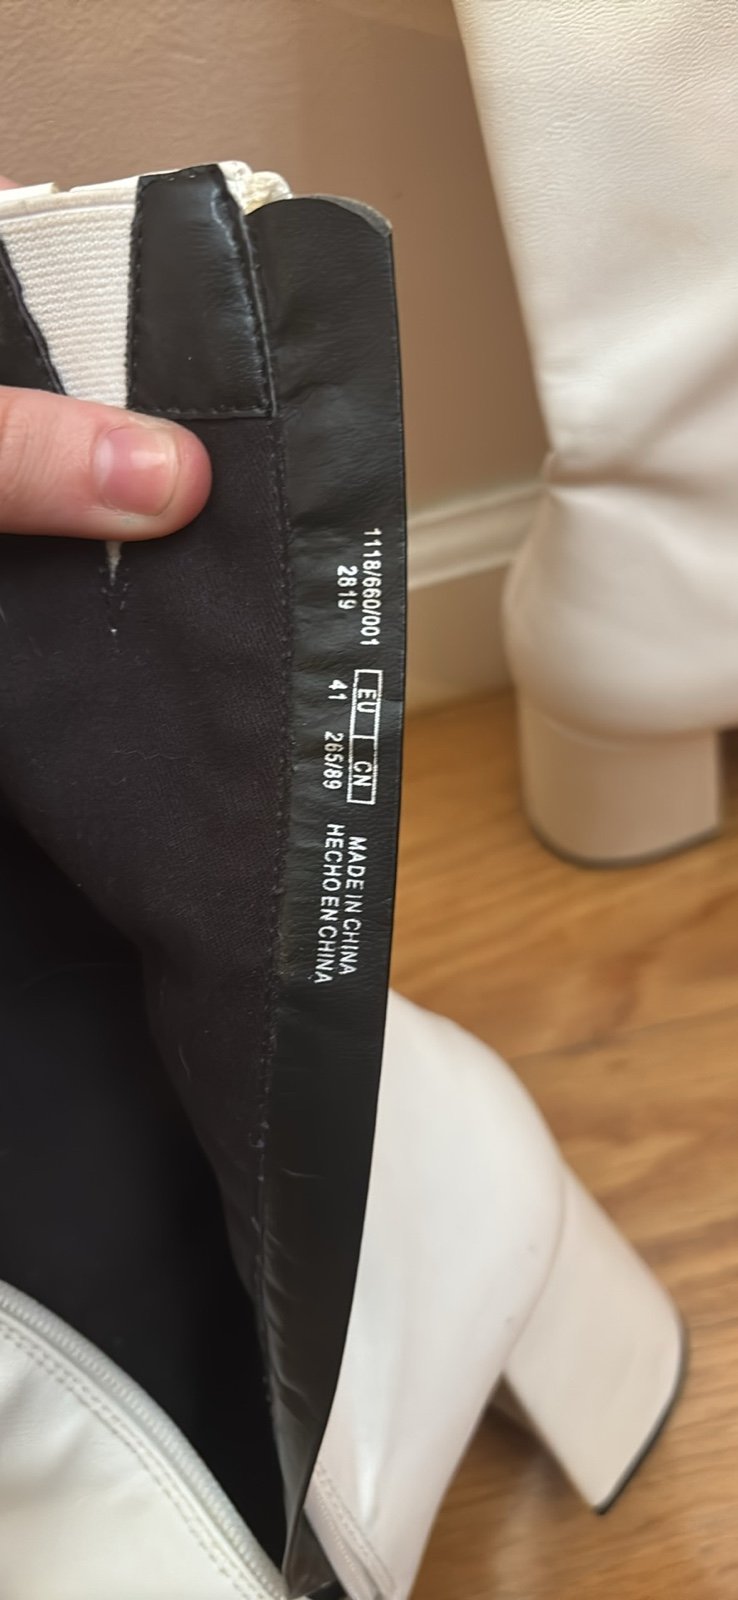 1118/660/001
2819
EU CN
41 265/89
MADE IN CHINA
HECHO EN CHINA